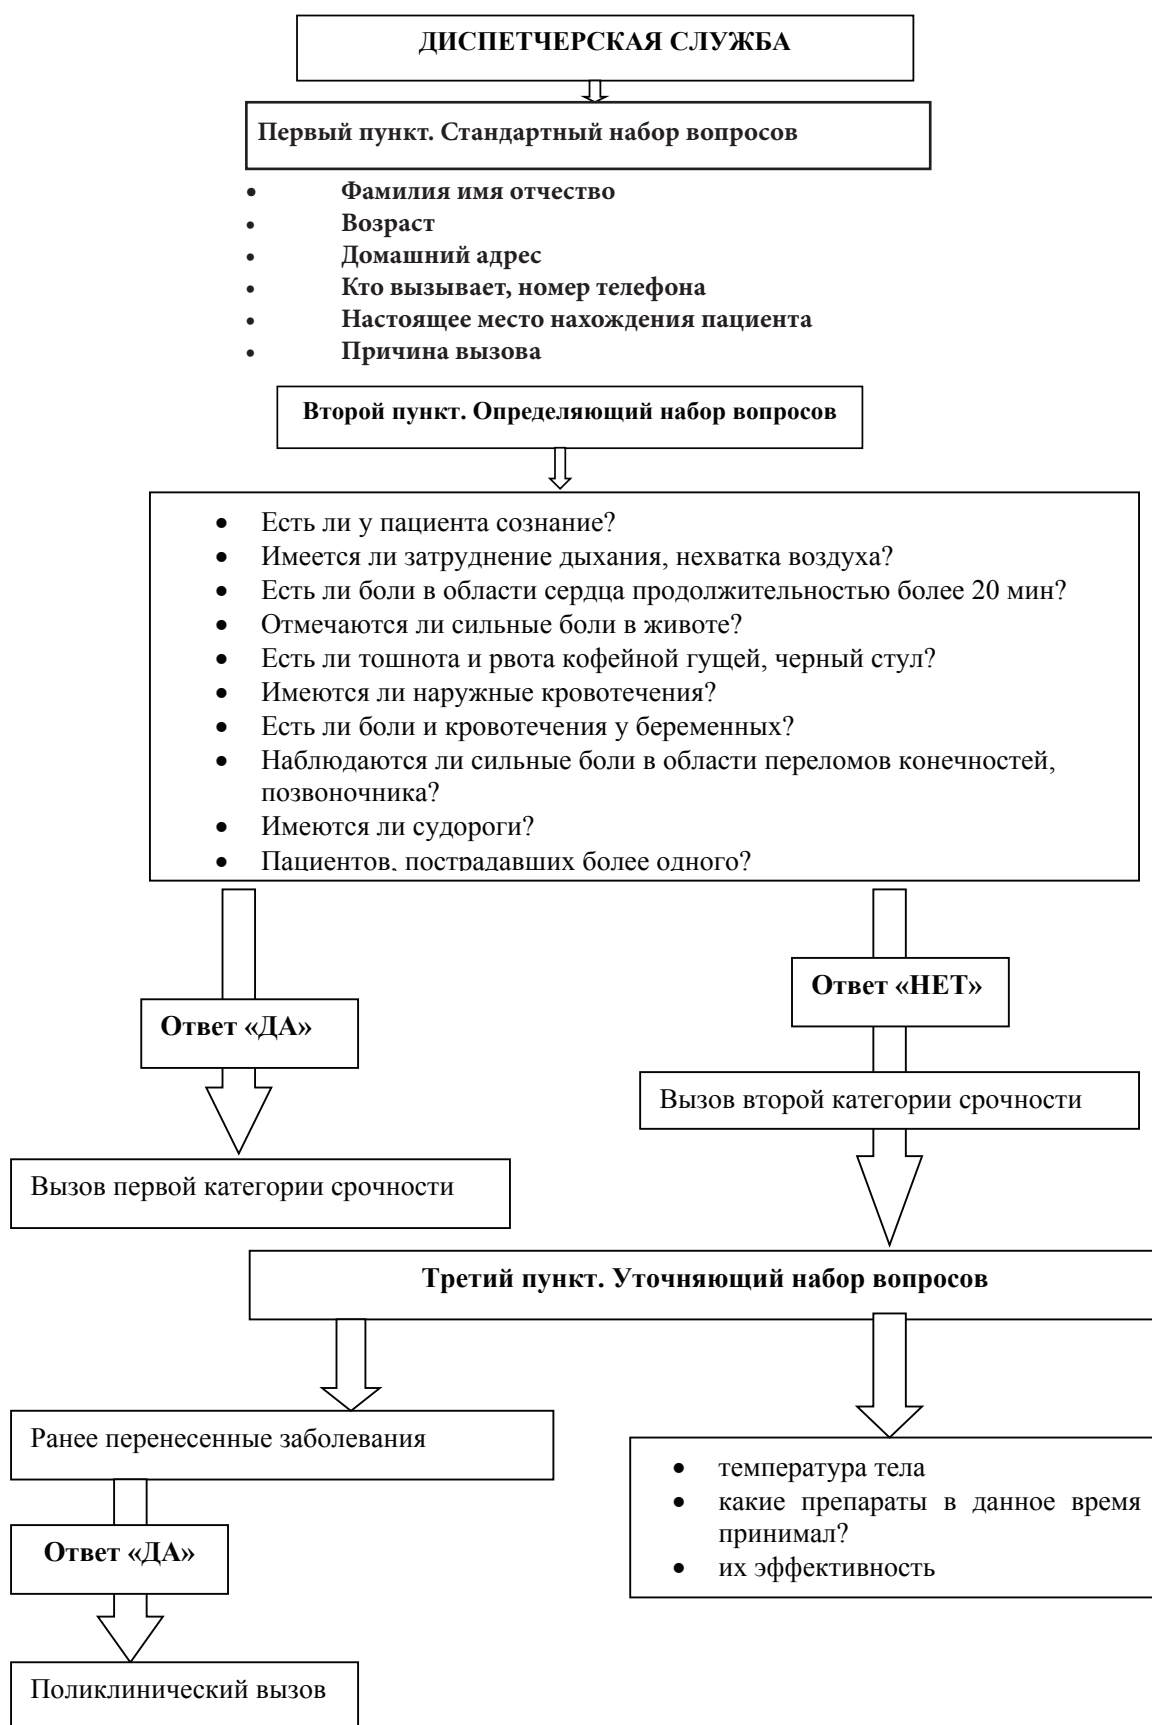 ДИСПЕТЧЕРСКАЯ СЛУЖБА
Первый пункт. Стандартный набор вопросов
• Фамилия имя отчество
• Возраст
• Домашний адрес
• Кто вызывает, номер телефона
• Настоящее место нахождения пациента
• Причина вызова
Второй пункт. Определяющий набор вопросов
• Есть ли у пациента сознание?
• Имеется ли затруднение дыхания, нехватка воздуха?
• Есть ли боли в области сердца продолжительностью более 20 мин?
• Отмечаются ли сильные боли в животе?
• Есть ли тошнота и рвота кофейной гущей, черный стул?
• Имеются ли наружные кровотечения?
• Есть ли боли и кровотечения у беременных?
• Наблюдаются ли сильные боли в области переломов конечностей,
позвоночника?
• Имеются ли судороги?
• Пациентов, пострадавших более одного?
Ответ «НЕТ»
Ответ «ДА»
Вызов второй категории срочности
Вызов первой категории срочности
Третий пункт. Уточняющий набор вопросов
Ранее перенесенные заболевания
• температура тела
• какие препараты в данное время
принимал?
• их эффективность
Ответ «ДА»
Поликлинический вызов